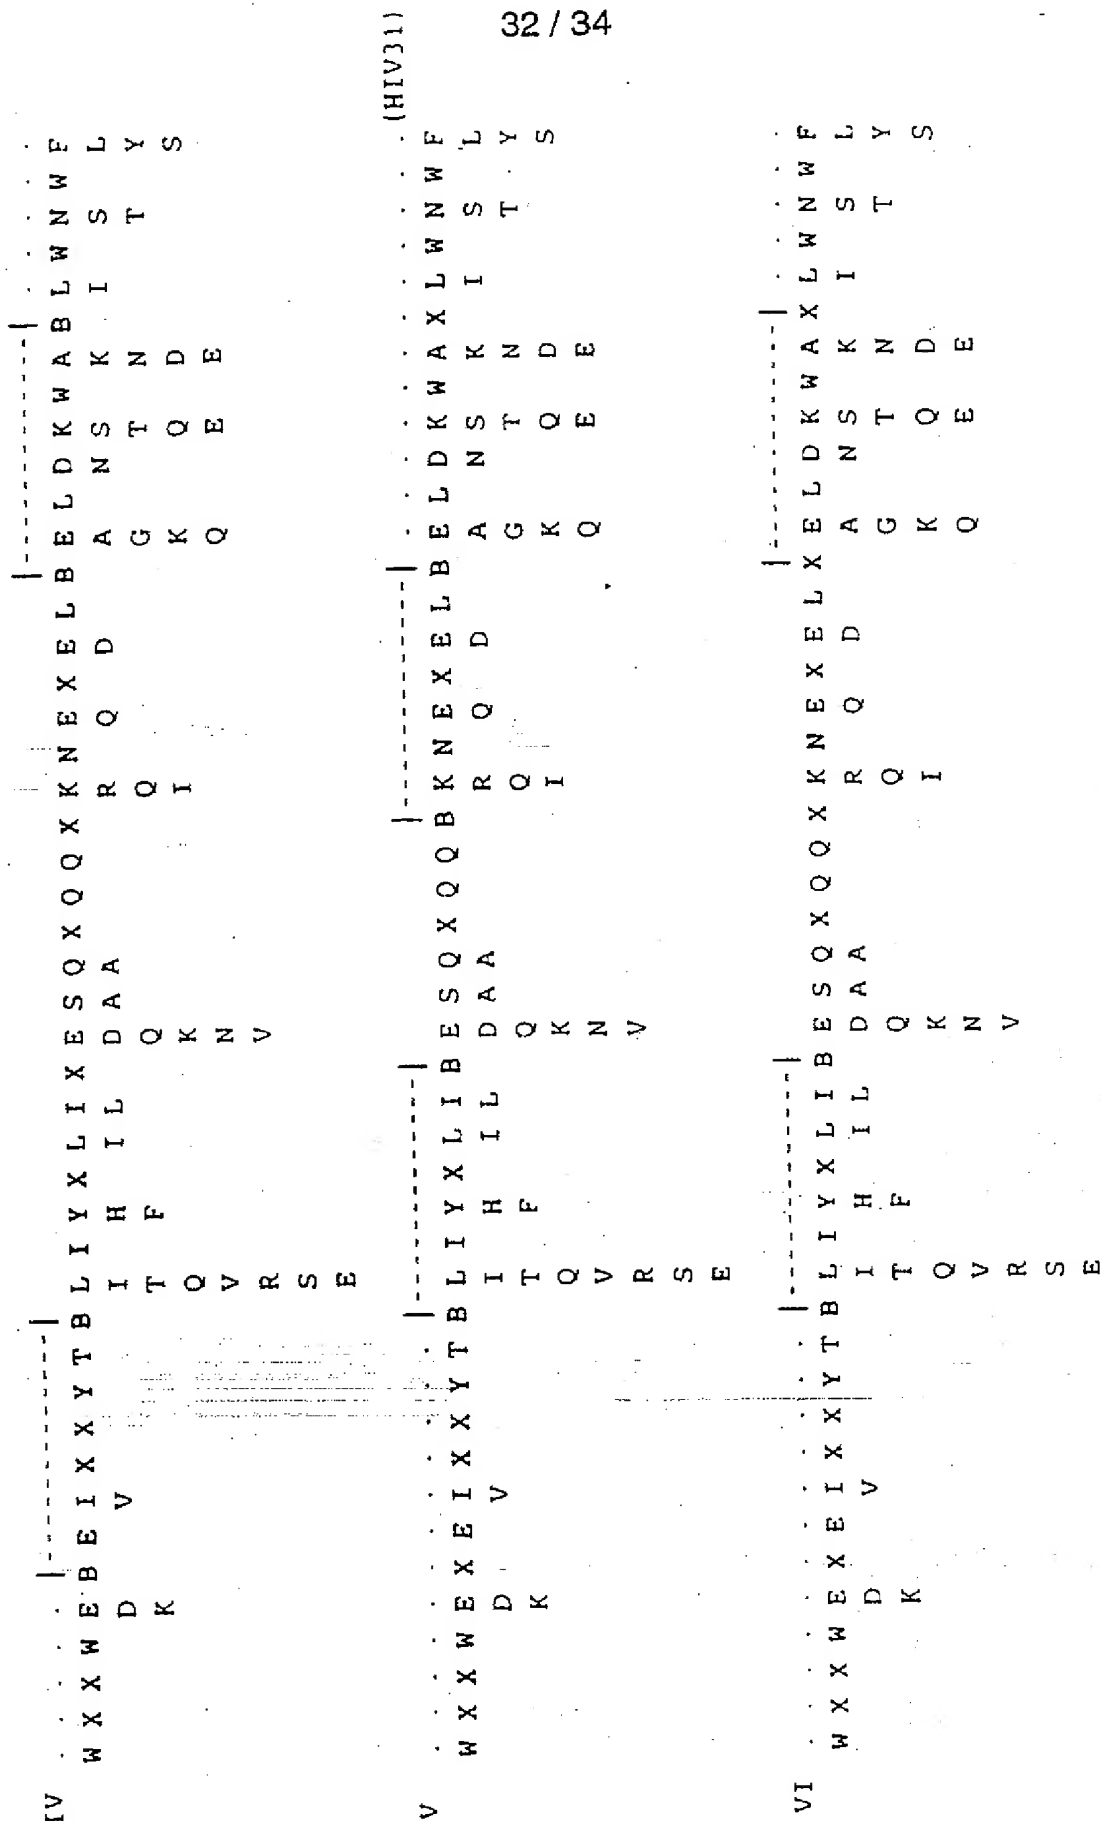 32 / 34
IV
W X X W E B E I X X Y T B L I Y X L I X E S Q X Q Q X K N E X E L B E L D K W A B L W N W F
D V I H I L D A A R Q D A N S K I S L
K T F Q Q G T N T Y
Q K I K Q D S
V N Q E E
R V
S
E
V
(HIV31)
W X X W E X E I X X Y T B L I Y X L I B E S Q X Q Q B K N E X E L B E L D K W A X L W N W F
D V I H I L D A A R Q D A N S K I S L
K T F Q Q G T N T Y
Q K I K Q D S
V N Q E E
R V
S
E
VI
W X X W E X E I X X Y T B L I Y X L I B E S Q X Q Q X K N E X E L X E L D K W A X L W N W F
D V I H I L D A A R Q D A N S K I S L
K T F Q Q G T N T Y
Q K I K Q D S
V N Q E E
R V
S
E